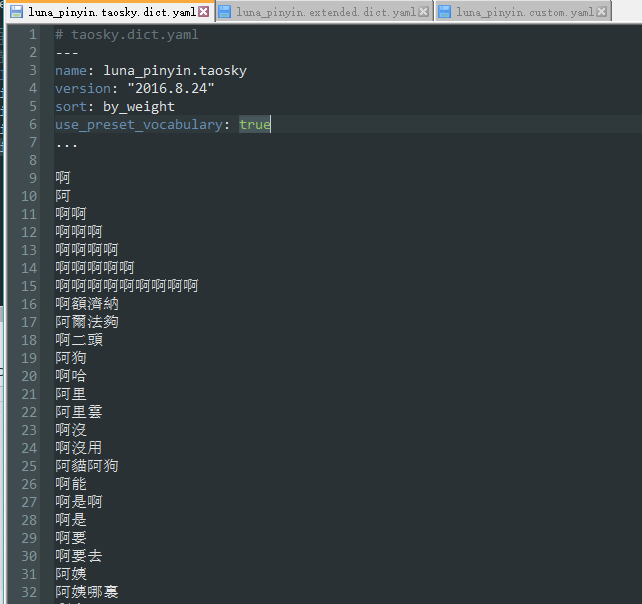 luna_pinyin.taosky.dict.yaml luna_pinyin.extended.dict.yaml luna_pinyin.custom.yaml
1 # taosky.dict.yaml
2 ---
3 name: luna_pinyin.taosky
4 version: "2016.8.24"
5 sort: by_weight
6 use_preset_vocabulary: true
7 ...
8
9 啊
10 阿
11 啊啊
12 啊啊啊
13 啊啊啊啊
14 啊啊啊啊啊
15 啊啊啊啊啊啊啊啊啊
16 啊額濟納
17 阿爾法夠
18 啊二頭
19 阿狗
20 啊哈
21 阿里
22 阿里雲
23 啊沒
24 啊沒用
25 阿貓阿狗
26 啊能
27 啊是啊
28 啊是
29 啊要
30 啊要去
31 阿姨
32 阿姨哪裏